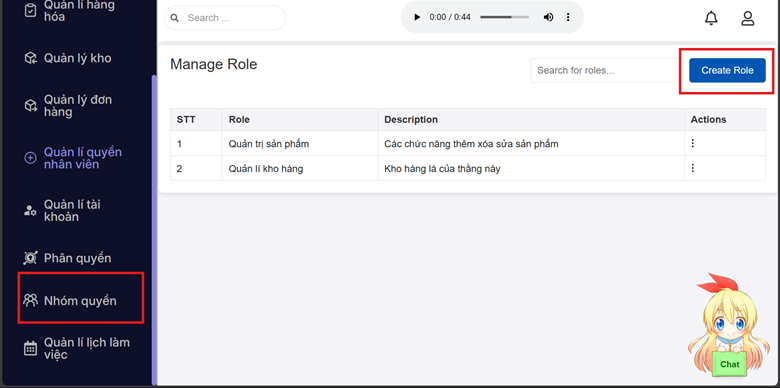 Quản lí hàng
hóa
Quản lý kho
Quản lý đơn
hàng
Quản lí quyền
nhân viên
Quản lí tài
khoản
Phân quyền
Nhóm quyền
Quản lí lịch làm
việc
Search ...
0:00 / 0:44
Manage Role
Search for roles...
Create Role
STT Role Description Actions
1 Quản trị sản phẩm Các chức năng thêm xóa sửa sản phẩm
2 Quản lí kho hàng Kho hàng là của thằng này
Chat